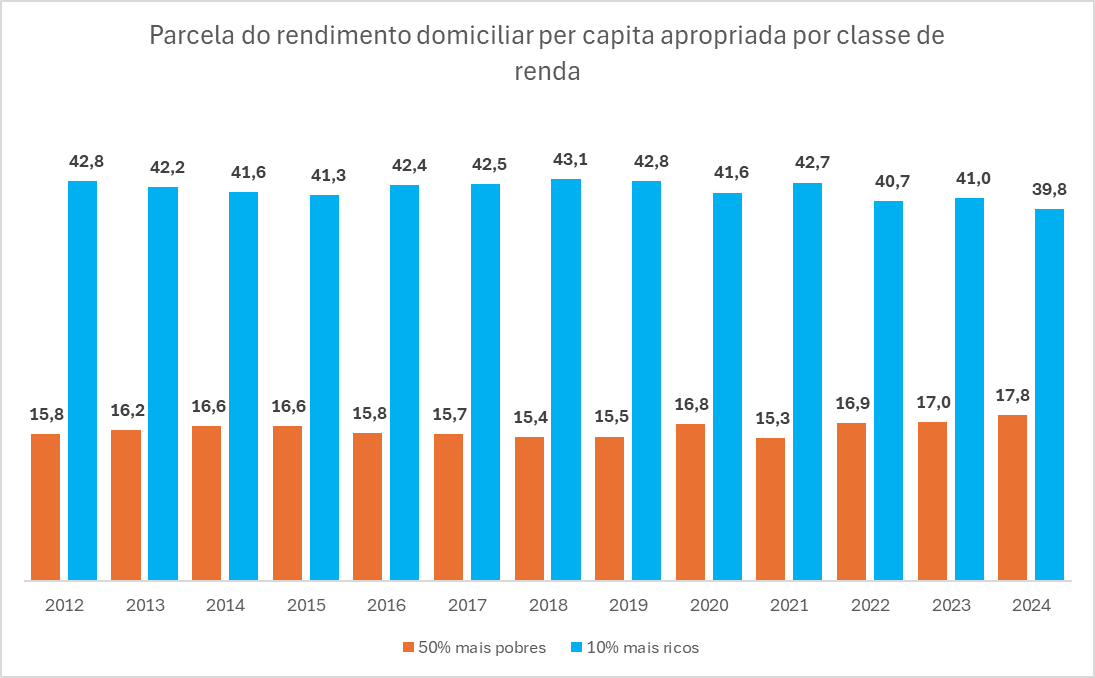 Parcela do rendimento domiciliar per capita apropriada por classe de
renda
42,8 42,2 41,6 41,3 42,4 42,5 43,1 42,8 41,6 42,7 40,7 41,0 39,8
15,8 16,2 16,6 16,6 15,8 15,7 15,4 15,5 16,8 15,3 16,9 17,0 17,8
2012 2013 2014 2015 2016 2017 2018 2019 2020 2021 2022 2023 2024
50% mais pobres 10% mais ricos